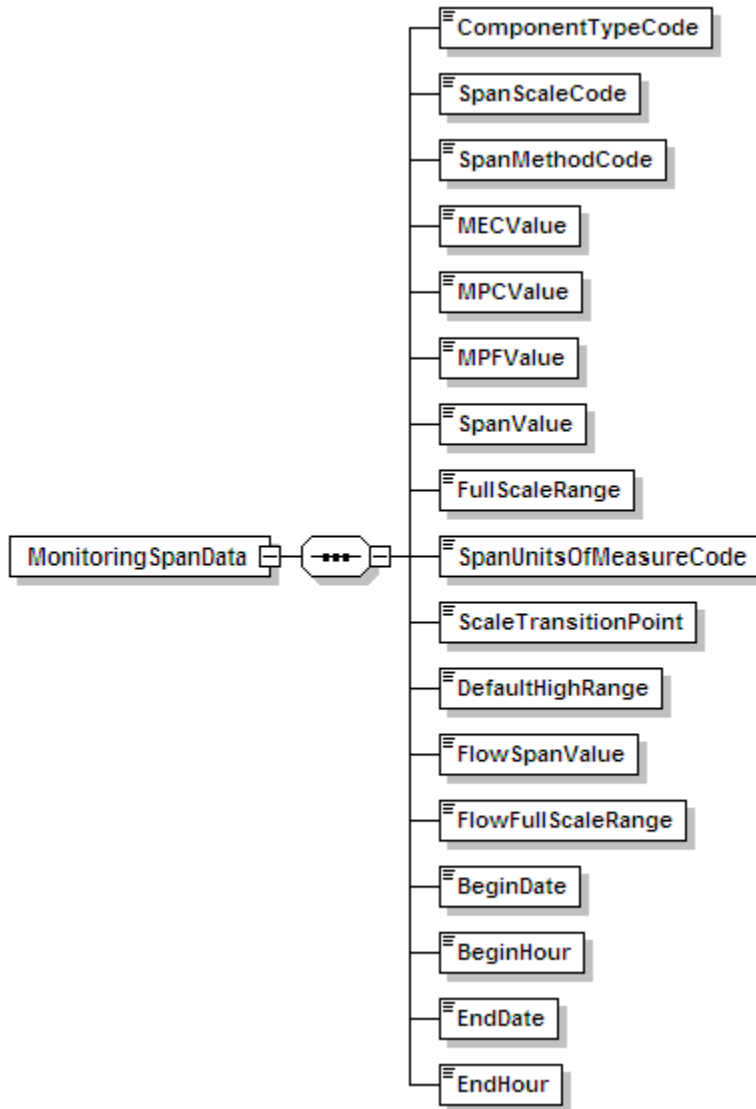 ComponentTypeCode
SpanScaleCode
SpanMethodCode
MECValue
MPCValue
MPFValue
SpanValue
FullScaleRange
MonitoringSpanData
SpanUnitsOfMeasureCode
ScaleTransitionPoint
DefaultHighRange
FlowSpanValue
FlowFullScaleRange
BeginDate
BeginHour
EndDate
EndHour